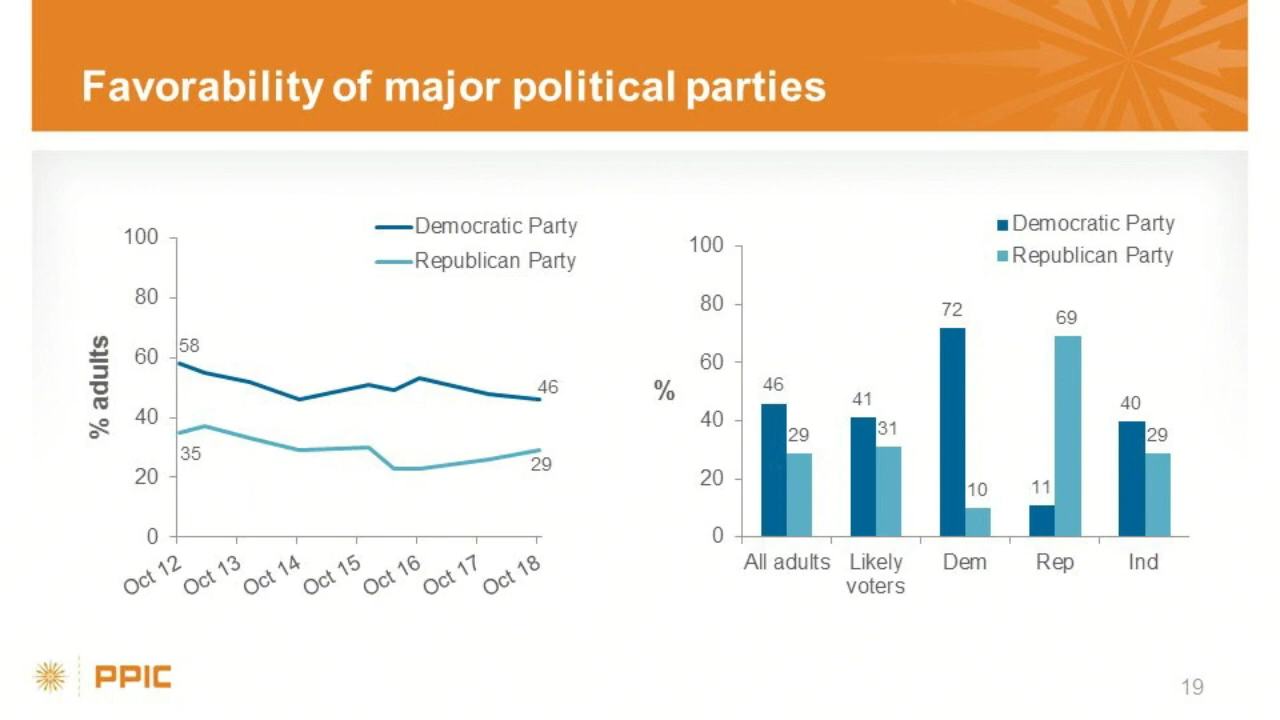 Favorability of major political parties
Democratic Party
Republican Party
100
80
60
40
20
0
% adults
58
46
35
29
Oct 12
Oct 13
Oct 14
Oct 15
Oct 16
Oct 17
Oct 18
Democratic Party
Republican Party
100
80
60
40
20
0
%
46
29
41
31
72
10
11
69
40
29
All adults
Likely
voters
Dem
Rep
Ind
PPIC
19